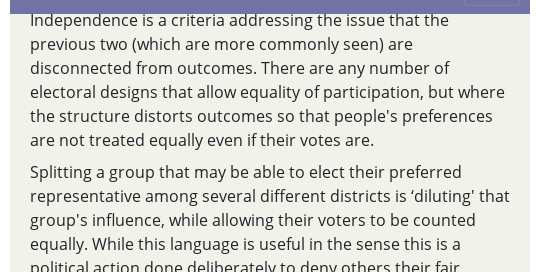 Independence is a criteria addressing the issue that the
previous two (which are more commonly seen) are
disconnected from outcomes. There are any number of
electoral designs that allow equality of participation, but where
the structure distorts outcomes so that people's preferences
are not treated equally even if their votes are.
Splitting a group that may be able to elect their preferred
representative among several different districts is ‘diluting' that
group's influence, while allowing their voters to be counted
equally. While this language is useful in the sense this is a
political action done deliberately to deny others their fair